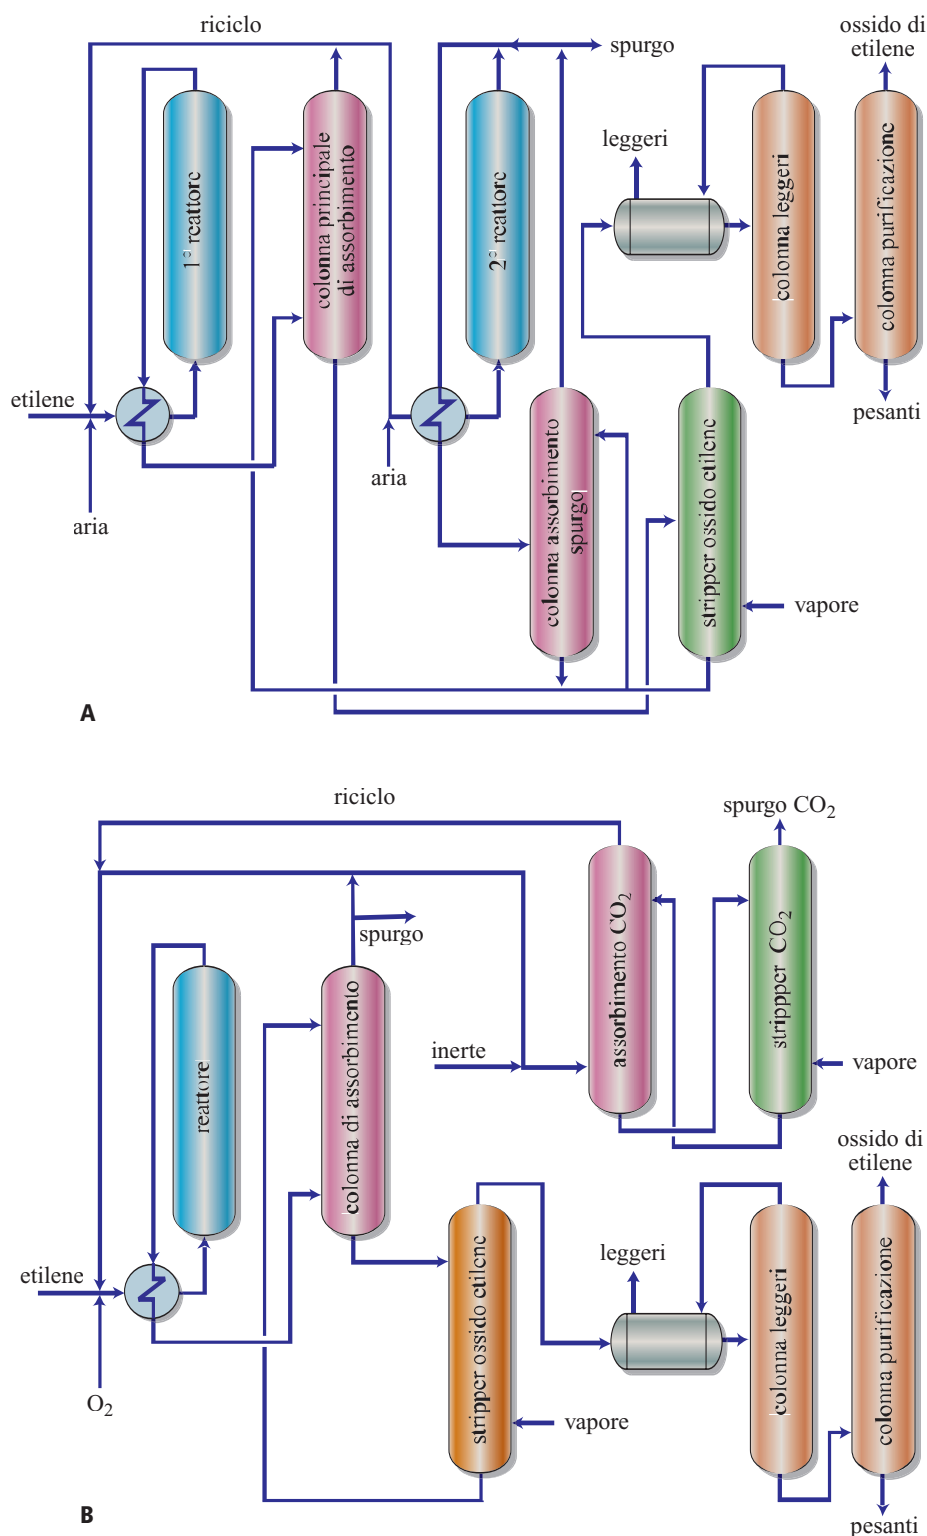 riciclo
ossido di
etilene
spurgo
leggeri
1° reattore
colonna principale
di assorbimento
2° reattore
colonna leggeri
colonna purificazione
etilene
aria
aria
pesanti
colonna assorbimento
spurgo
stripper ossido etilene
vapore
A
riciclo
spurgo CO2
assorbimento CO2
strippper CO2
spurgo
reattore
colonna di assorbimento
inerte
vapore
ossido di
etilene
etilene
leggeri
stripper ossido etilene
colonna leggeri
colonna purificazione
O2
vapore
B
pesanti